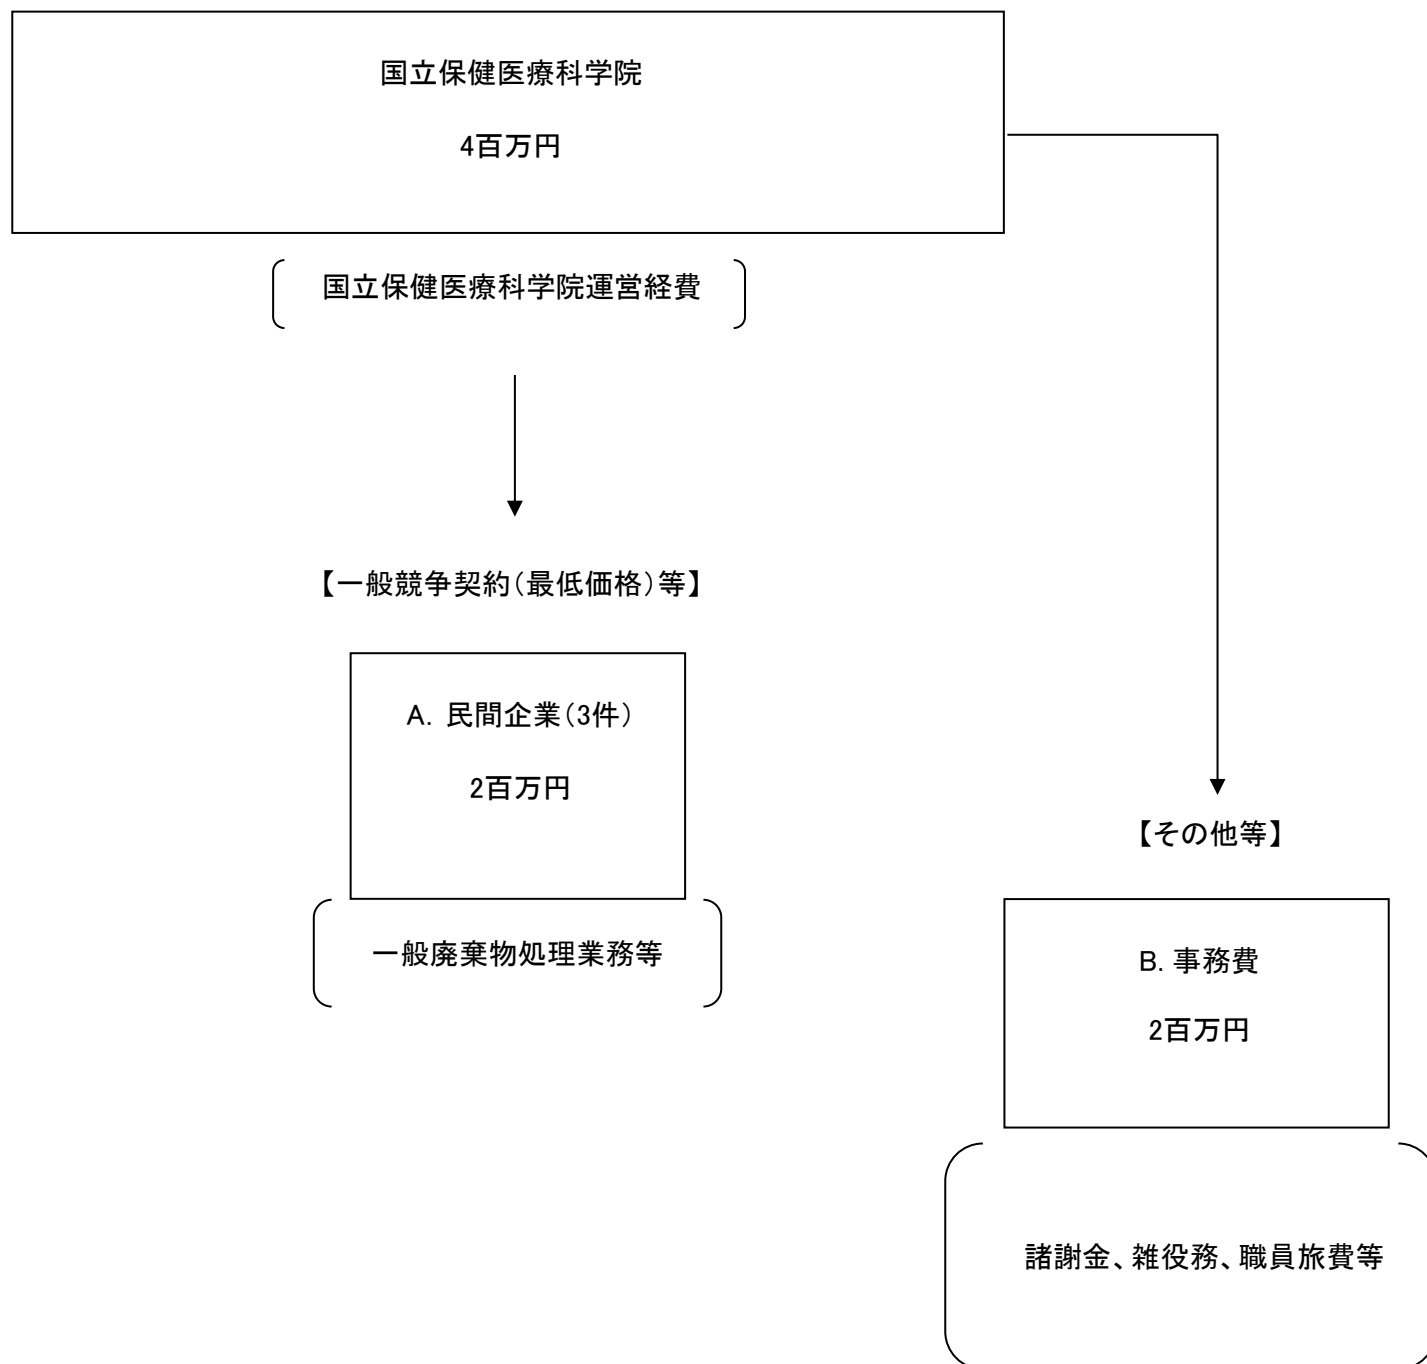 国立保健医療科学院
4百万円
国立保健医療科学院運営経費
【一般競争契約（最低価格）等】
A. 民間企業（3件）
2百万円
一般廃棄物処理業務等
【その他等】
B. 事務費
2百万円
諸謝金、雑役務、職員旅費等